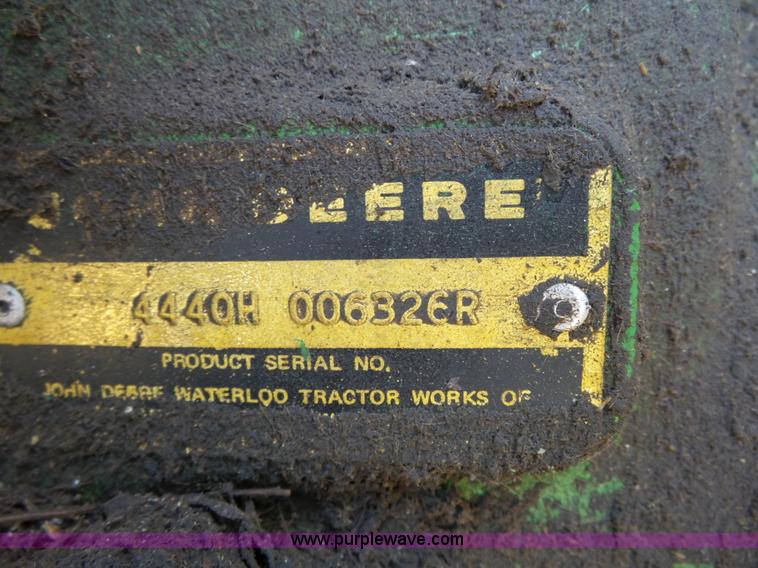 DEERE
4440H 006326R
PRODUCT SERIAL NO.
JOHN DEERE WATERLOO TRACTOR WORKS OF
www.purplewave.com